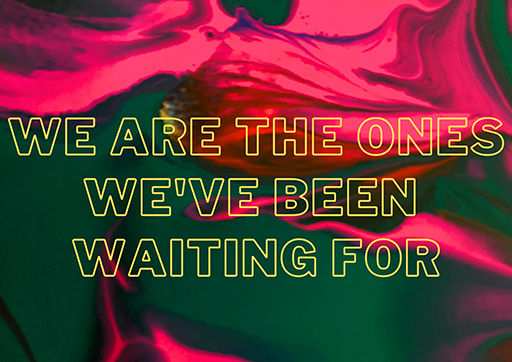 WE ARE THE ONES
WE'VE BEEN
WAITING FOR